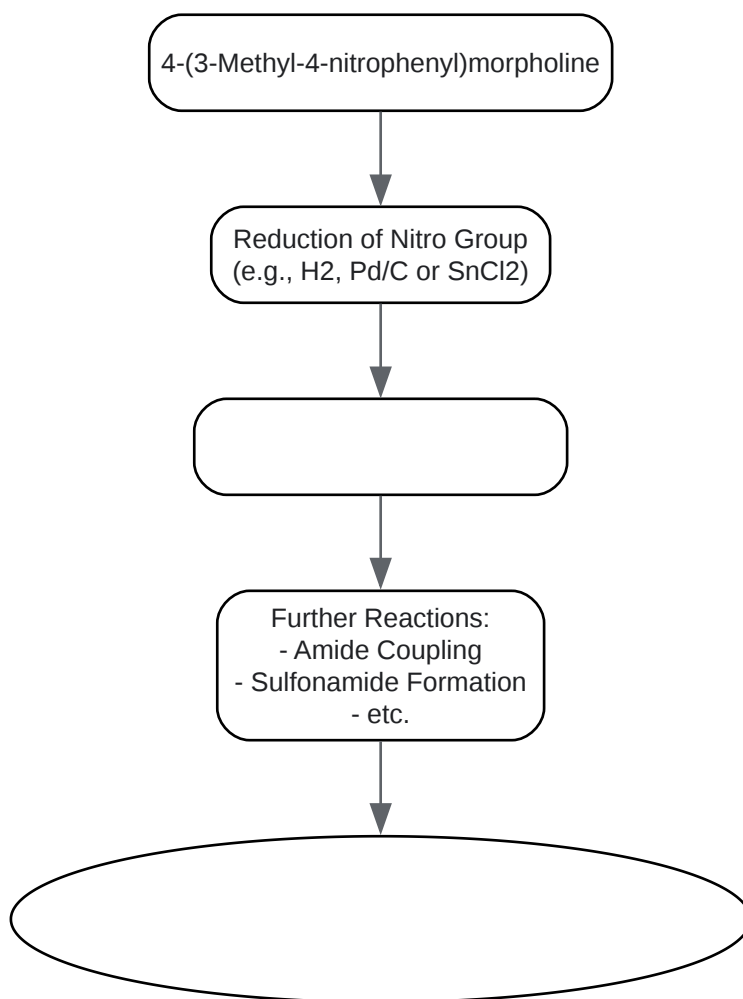 4-(3-Methyl-4-nitrophenyl)morpholine
Reduction of Nitro Group
(e.g., H2, Pd/C or SnCl2)
Further Reactions:
- Amide Coupling
- Sulfonamide Formation
- etc.